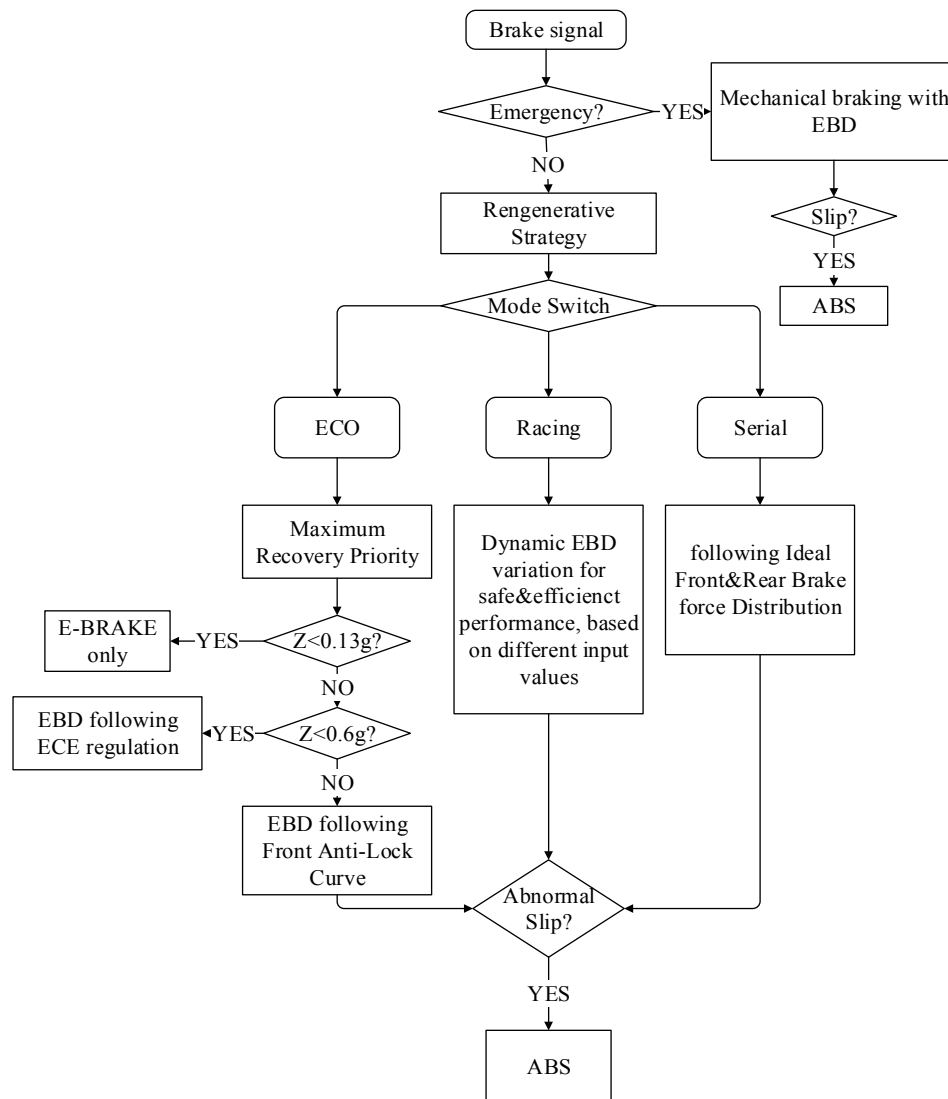 Brake signal
Emergency?
YES
Mechanical braking with
EBD
NO
Slip?
Rengenerative
Strategy
YES
ABS
Mode Switch
ECO
Racing
Serial
Maximum
Recovery Priority
Dynamic EBD
variation for
safe&efficienct
performance, based
on different input
values
following Ideal
Front&Rear Brake
force Distribution
E-BRAKE
only
YES
Z<0.13g?
NO
EBD following
ECE regulation
YES
Z<0.6g?
NO
EBD following
Front Anti-Lock
Curve
Abnormal
Slip?
YES
ABS